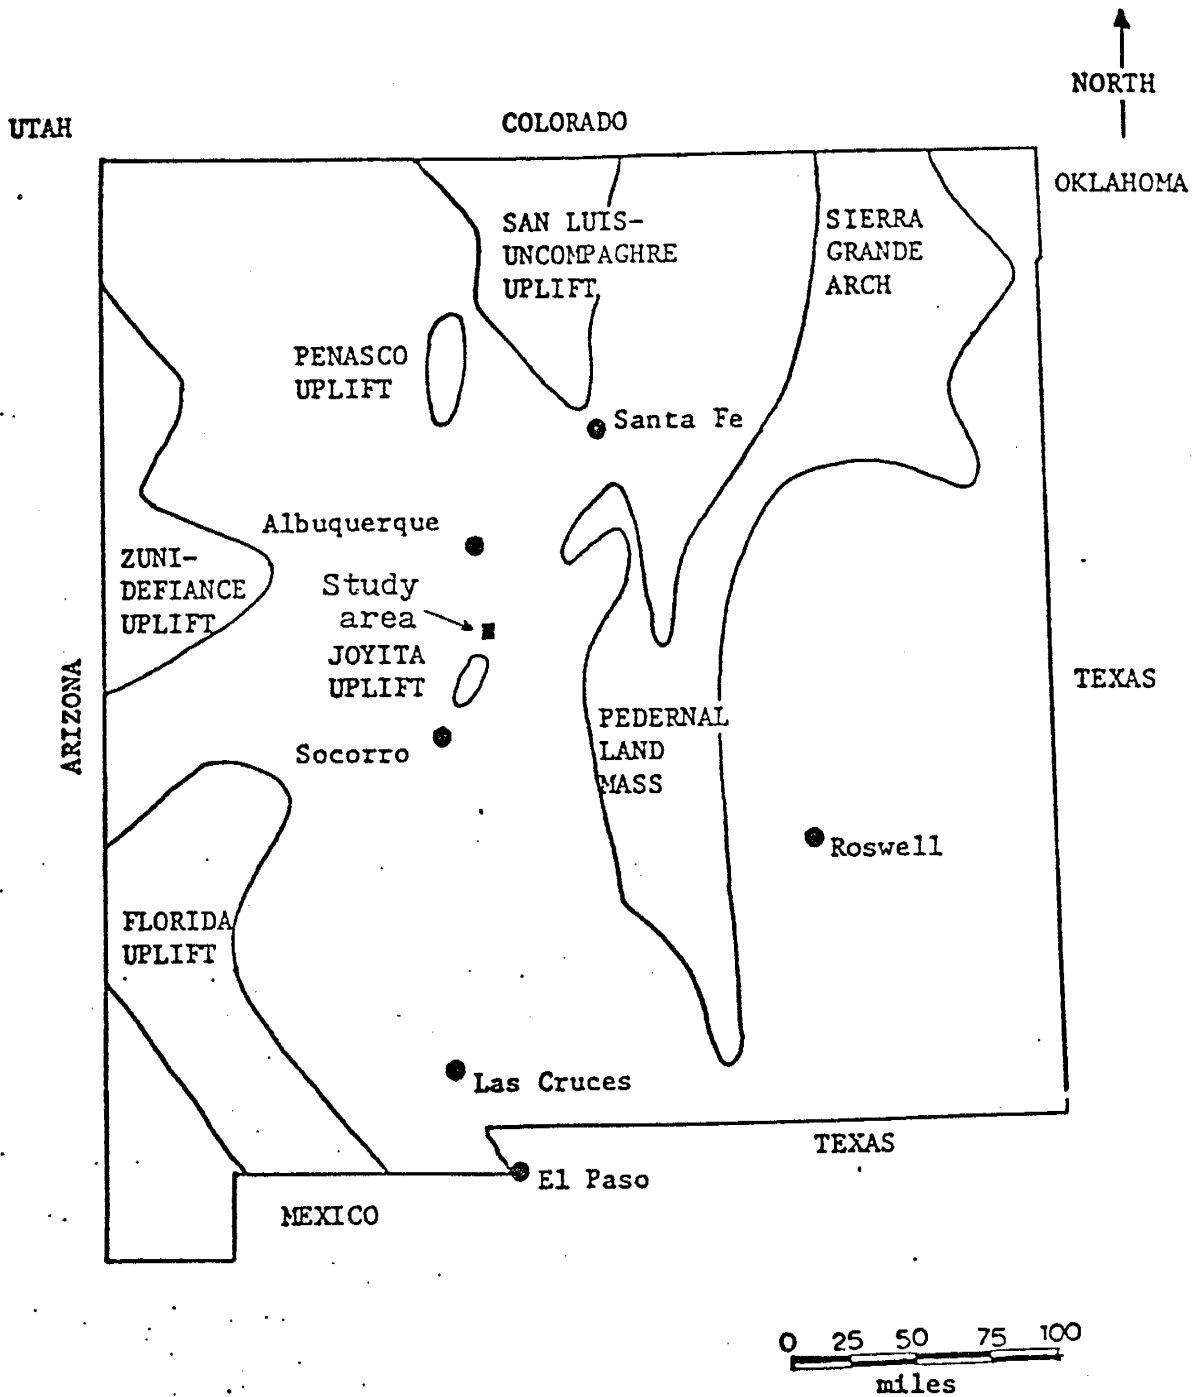 NORTH
UTAH
COLORADO
OKLAHOMA
SAN LUIS-
UNCOMPAGHRE
UPLIFT
SIERRA
GRANDE
ARCH
PENASCO
UPLIFT
Santa Fe
Albuquerque
ZUNI-
DEFIANCE
UPLIFT
Study
area
JOYITA
UPLIFT
ARIZONA
TEXAS
PEDERNAL
LAND
MASS
Socorro
Roswell
FLORIDA
UPLIFT
Las Cruces
TEXAS
El Paso
MEXICO
0 25 50 75 100
miles